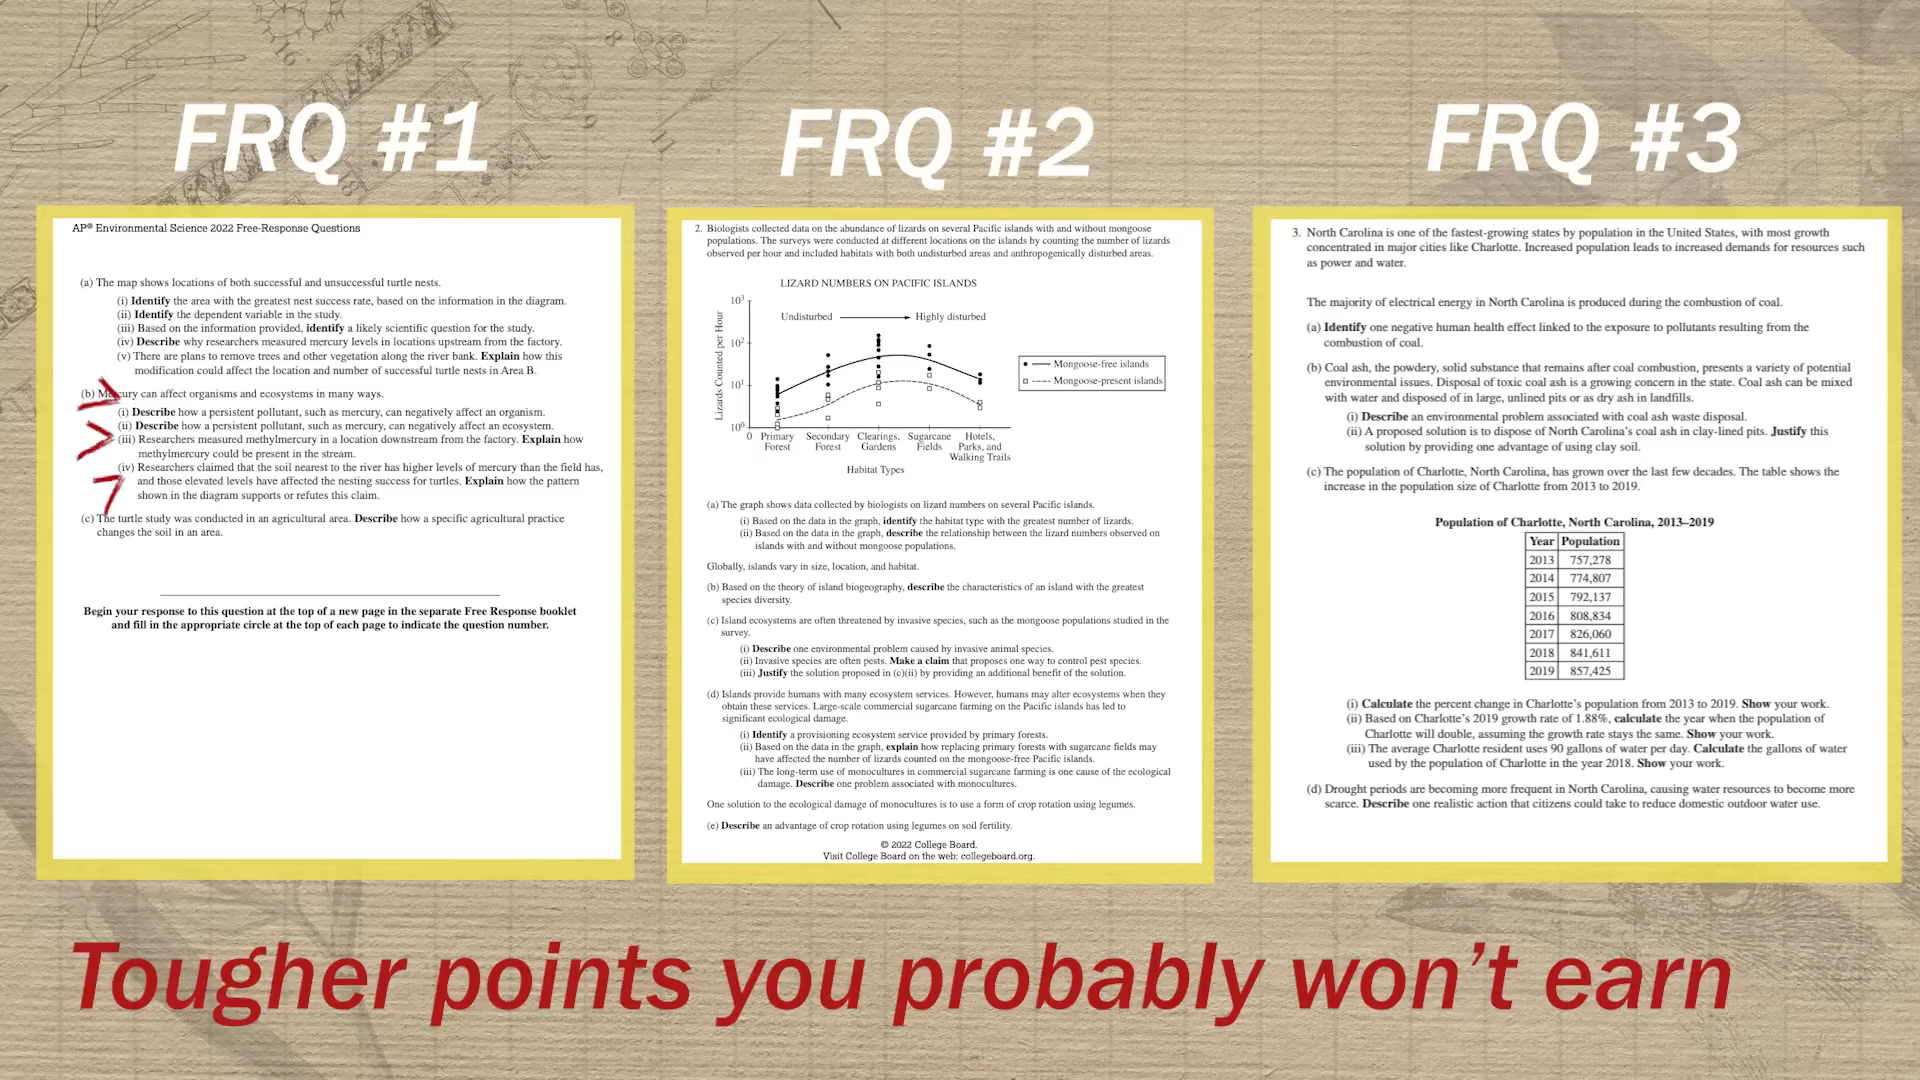 FRQ #1
AP® Environmental Science 2022 Free-Response Questions
(a) The map shows locations of both successful and unsuccessful turtle nests.
(i) Identify the area with the greatest nest success rate, based on the information in the diagram.
(ii) Identify the dependent variable in the study.
(iii) Based on the information provided, identify a likely scientific question for the study.
(iv) Describe why researchers measured mercury levels in locations upstream from the factory.
(v) There are plans to remove trees and other vegetation along the river bank. Explain how this
modification could affect the location and number of successful turtle nests in Area B.
(b) Mercury can affect organisms and ecosystems in many ways.
(i) Describe how a persistent pollutant, such as mercury, can negatively affect an organism.
(ii) Describe how a persistent pollutant, such as mercury, can negatively affect an ecosystem.
(iii) Researchers measured methylmercury in a location downstream from the factory. Explain how
methylmercury could be present in the stream.
(iv) Researchers claimed that the soil nearest to the river has higher levels of mercury than the field has,
and those elevated levels have affected the nesting success for turtles. Explain how the pattern
shown in the diagram supports or refutes this claim.
(c) The turtle study was conducted in an agricultural area. Describe how a specific agricultural practice
changes the soil in an area.
Begin your response to this question at the top of a new page in the separate Free Response booklet
and fill in the appropriate circle at the top of each page to indicate the question number.
FRQ #2
2. Biologists collected data on the abundance of lizards on several Pacific islands with and without mongoose
populations. The surveys were conducted at different locations on the islands by counting the number of lizards
observed per hour and included habitats with both undisturbed areas and anthropogenically disturbed areas.
LIZARD NUMBERS ON PACIFIC ISLANDS
Lizards Counted per Hour
10³
10²
10¹
10⁰
0
Undisturbed
Highly disturbed
Mongoose-free islands
Mongoose-present islands
Primary
Forest
Secondary
Forest
Clearings,
Gardens
Sugarcane
Fields
Hotels,
Parks, and
Walking Trails
Habitat Types
(a) The graph shows data collected by biologists on lizard numbers on several Pacific islands.
(i) Based on the data in the graph, identify the habitat type with the greatest number of lizards.
(ii) Based on the data in the graph, describe the relationship between the lizard numbers observed on
islands with and without mongoose populations.
Globally, islands vary in size, location, and habitat.
(b) Based on the theory of island biogeography, describe the characteristics of an island with the greatest
species diversity.
(c) Island ecosystems are often threatened by invasive species, such as the mongoose populations studied in the
survey.
(i) Describe one environmental problem caused by invasive animal species.
(ii) Invasive species are often pests. Make a claim that proposes one way to control pest species.
(iii) Justify the solution proposed in (c)(ii) by providing an additional benefit of the solution.
(d) Islands provide humans with many ecosystem services. However, humans may alter ecosystems when they
obtain these services. Large-scale commercial sugarcane farming on the Pacific islands has led to
significant ecological damage.
(i) Identify a provisioning ecosystem service provided by primary forests.
(ii) Based on the data in the graph, explain how replacing primary forests with sugarcane fields may
have affected the number of lizards counted on the mongoose-free Pacific islands.
(iii) The long-term use of monocultures in commercial sugarcane farming is one cause of the ecological
damage. Describe one problem associated with monocultures.
One solution to the ecological damage of monocultures is to use a form of crop rotation using legumes.
(e) Describe an advantage of crop rotation using legumes on soil fertility.
© 2022 College Board.
Visit College Board on the web: collegeboard.org.
FRQ #3
3. North Carolina is one of the fastest-growing states by population in the United States, with most growth
concentrated in major cities like Charlotte. Increased population leads to increased demands for resources such
as power and water.
The majority of electrical energy in North Carolina is produced during the combustion of coal.
(a) Identify one negative human health effect linked to the exposure to pollutants resulting from the
combustion of coal.
(b) Coal ash, the powdery, solid substance that remains after coal combustion, presents a variety of potential
environmental issues. Disposal of toxic coal ash is a growing concern in the state. Coal ash can be mixed
with water and disposed of in large, unlined pits or as dry ash in landfills.
(i) Describe an environmental problem associated with coal ash waste disposal.
(ii) A proposed solution is to dispose of North Carolina's coal ash in clay-lined pits. Justify this
solution by providing one advantage of using clay soil.
(c) The population of Charlotte, North Carolina, has grown over the last few decades. The table shows the
increase in the population size of Charlotte from 2013 to 2019.
Population of Charlotte, North Carolina, 2013–2019
Year Population
2013 757,278
2014 774,807
2015 792,137
2016 808,834
2017 826,060
2018 841,611
2019 857,425
(i) Calculate the percent change in Charlotte's population from 2013 to 2019. Show your work.
(ii) Based on Charlotte's 2019 growth rate of 1.88%, calculate the year when the population of
Charlotte will double, assuming the growth rate stays the same. Show your work.
(iii) The average Charlotte resident uses 90 gallons of water per day. Calculate the gallons of water
used by the population of Charlotte in the year 2018. Show your work.
(d) Drought periods are becoming more frequent in North Carolina, causing water resources to become more
scarce. Describe one realistic action that citizens could take to reduce domestic outdoor water use.
Tougher points you probably won't earn